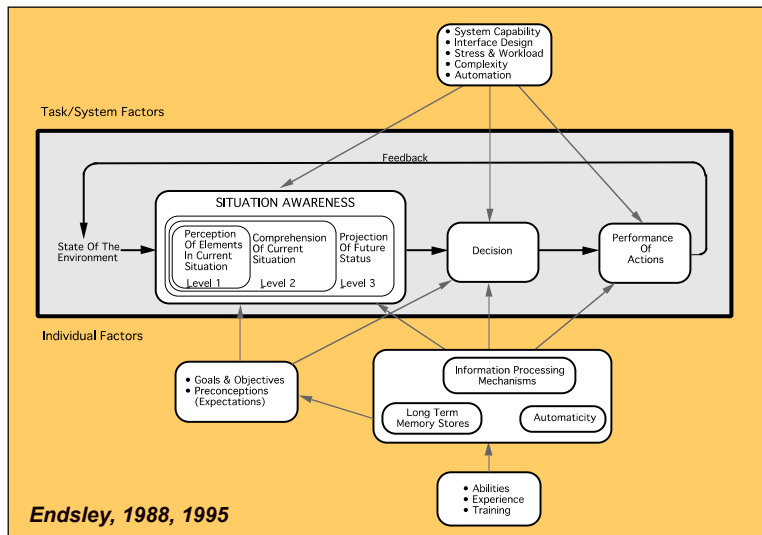 • System Capability
• Interface Design
• Stress & Workload
• Complexity
• Automation
Task/System Factors
Feedback
SITUATION AWARENESS
Perception
Of Elements
In Current
Situation
Level 1
Comprehension
Of Current
Situation
Level 2
Projection
Of Future
Status
Level 3
State Of The
Environment
Decision
Performance
Of
Actions
Individual Factors
• Goals & Objectives
• Preconceptions
(Expectations)
Information Processing
Mechanisms
Long Term
Memory Stores
Automaticity
• Abilities
• Experience
• Training
Endsley, 1988, 1995